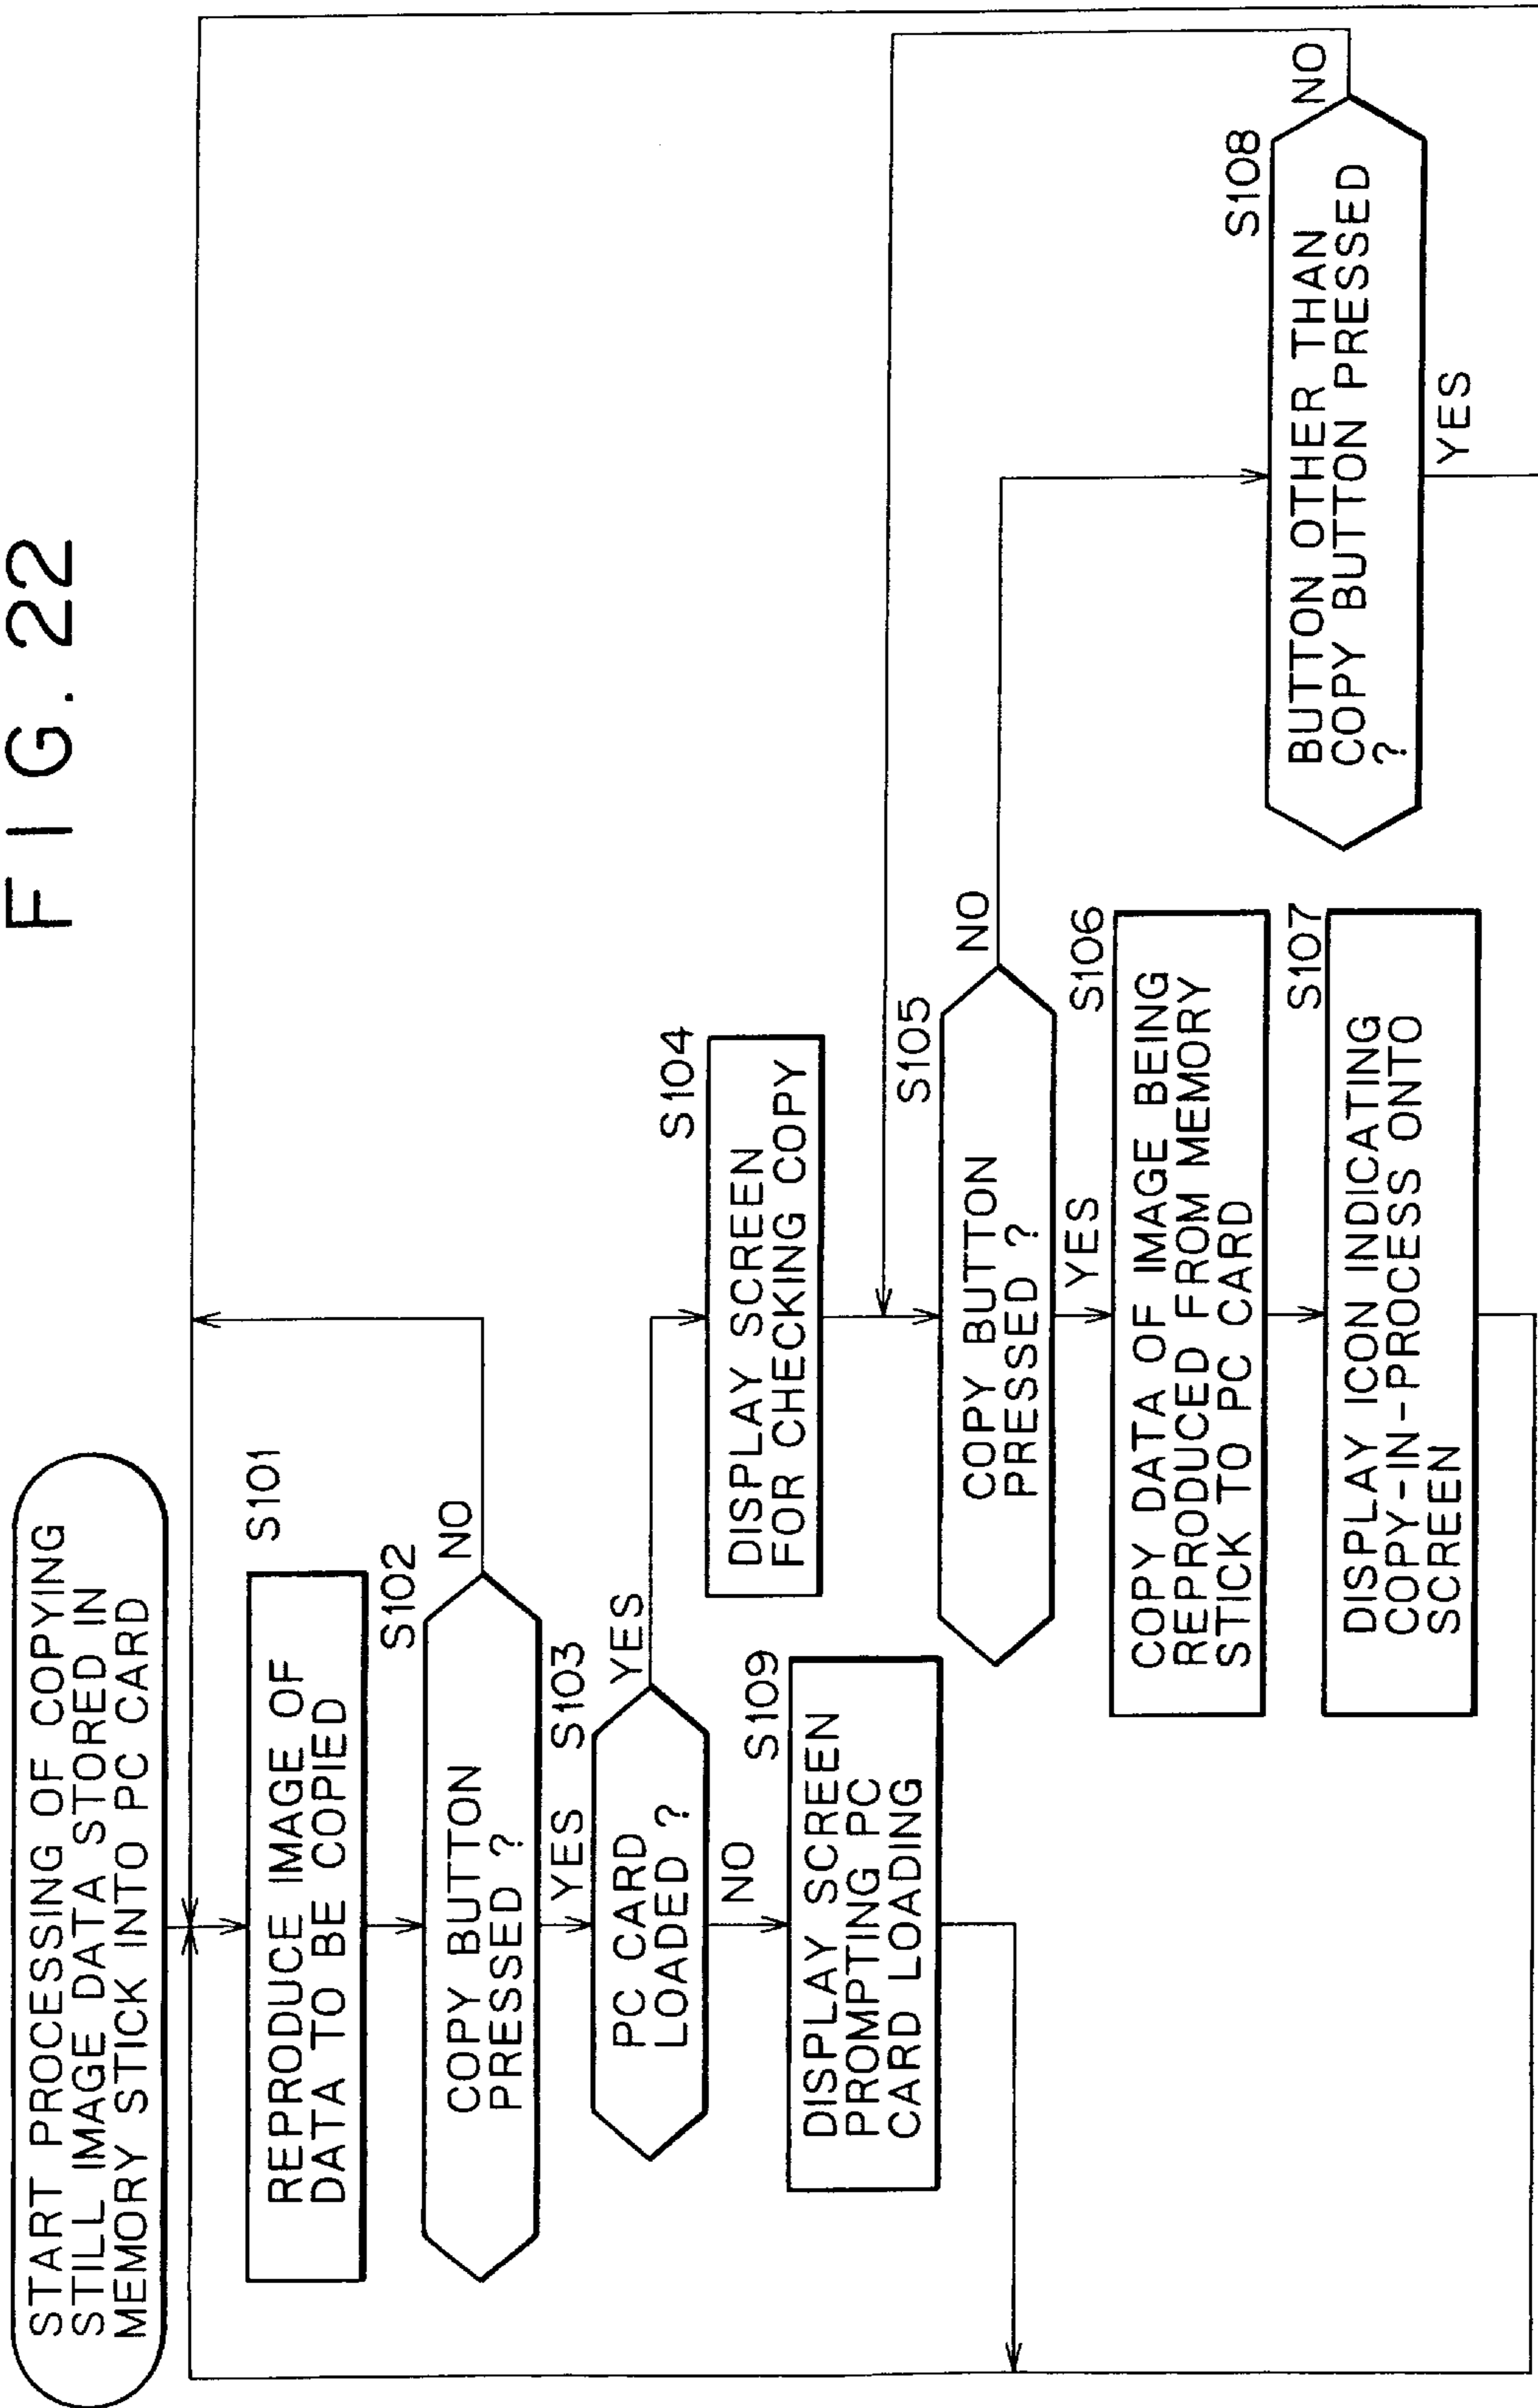 FIG. 22
START PROCESSING OF COPYING
STILL IMAGE DATA STORED IN
MEMORY STICK INTO PC CARD
S101
REPRODUCE IMAGE OF
DATA TO BE COPIED
S102
COPY BUTTON
PRESSED ?
NO
YES
S103
PC CARD
LOADED ?
YES
NO
S109
DISPLAY SCREEN
PROMPTING PC
CARD LOADING
S104
DISPLAY SCREEN
FOR CHECKING COPY
S105
COPY BUTTON
PRESSED ?
NO
YES
S106
COPY DATA OF IMAGE BEING
REPRODUCED FROM MEMORY
STICK TO PC CARD
S107
DISPLAY ICON INDICATING
COPY-IN-PROCESS ONTO
SCREEN
S108
BUTTON OTHER THAN
COPY BUTTON PRESSED
?
NO
YES